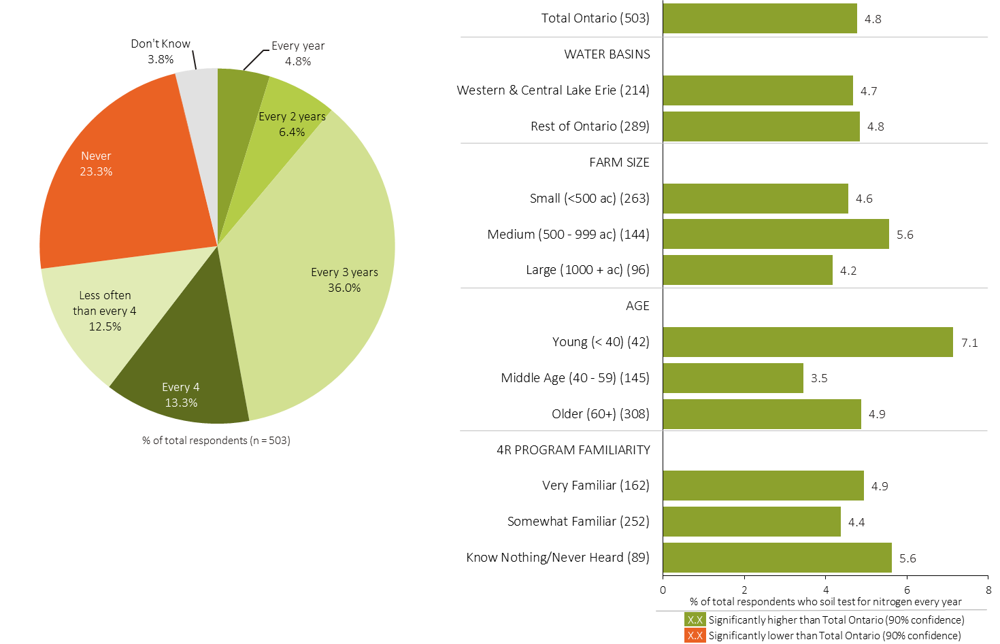 Don't Know
3.8%
Every year
4.8%
Every 2 years
6.4%
Never
23.3%
Every 3 years
36.0%
Less often
than every 4
12.5%
Every 4
13.3%
% of total respondents (n = 503)
Total Ontario (503) 4.8
WATER BASINS
Western & Central Lake Erie (214) 4.7
Rest of Ontario (289) 4.8
FARM SIZE
Small (<500 ac) (263) 4.6
Medium (500 - 999 ac) (144) 5.6
Large (1000 + ac) (96) 4.2
AGE
Young (< 40) (42) 7.1
Middle Age (40 - 59) (145) 3.5
Older (60+) (308) 4.9
4R PROGRAM FAMILIARITY
Very Familiar (162) 4.9
Somewhat Familiar (252) 4.4
Know Nothing/Never Heard (89) 5.6
0 2 4 6 8
% of total respondents who soil test for nitrogen every year
X.X Significantly higher than Total Ontario (90% confidence)
X.X Significantly lower than Total Ontario (90% confidence)